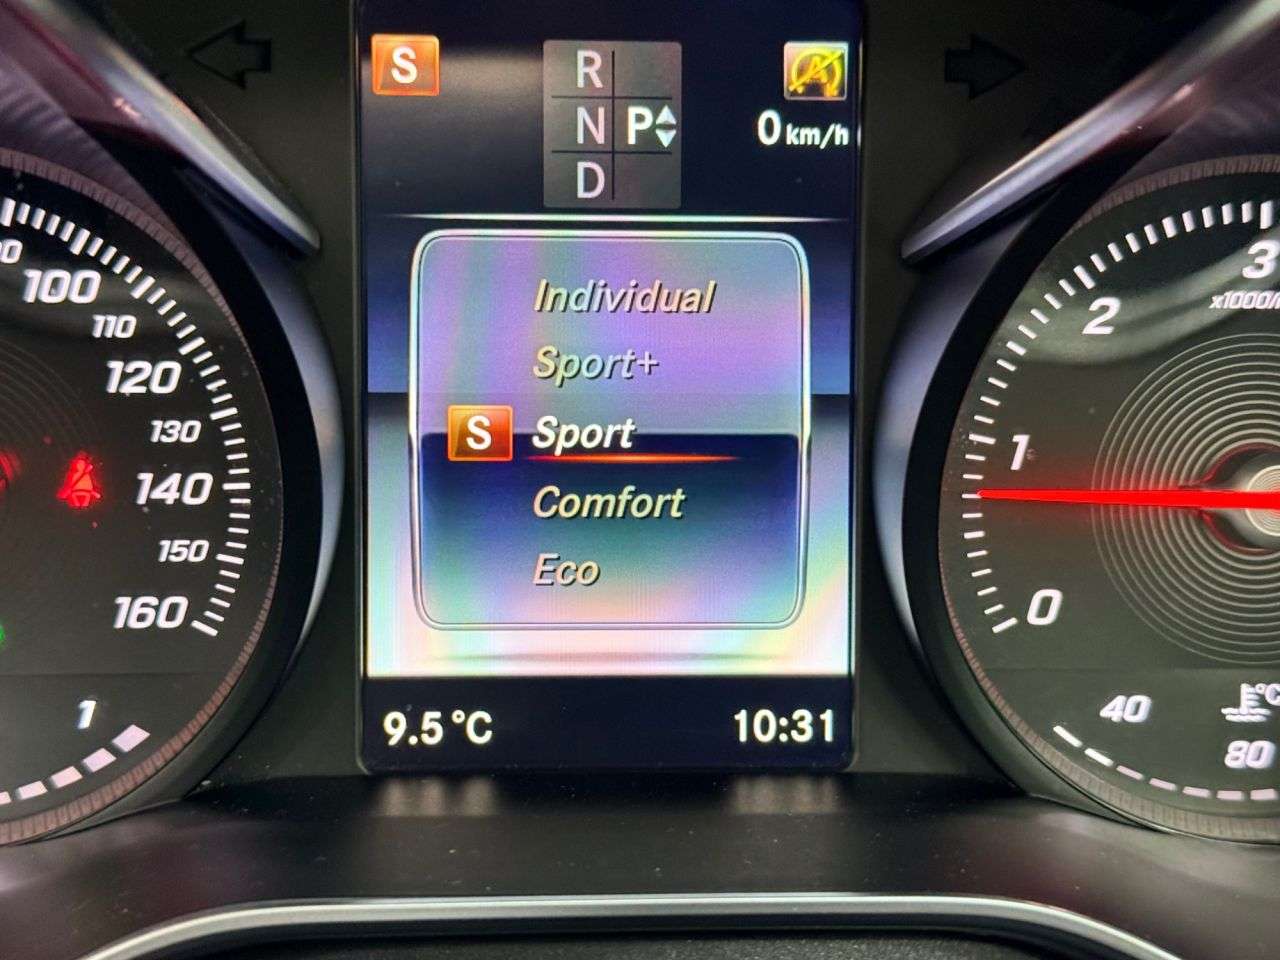 S
R
N P
D
A
0 km/h
Individual
Sport+
S Sport
Comfort
Eco
9.5 °C
10:31
100
110
120
130
140
150
160
1
3
x1000/
2
1
0
40
°C
80